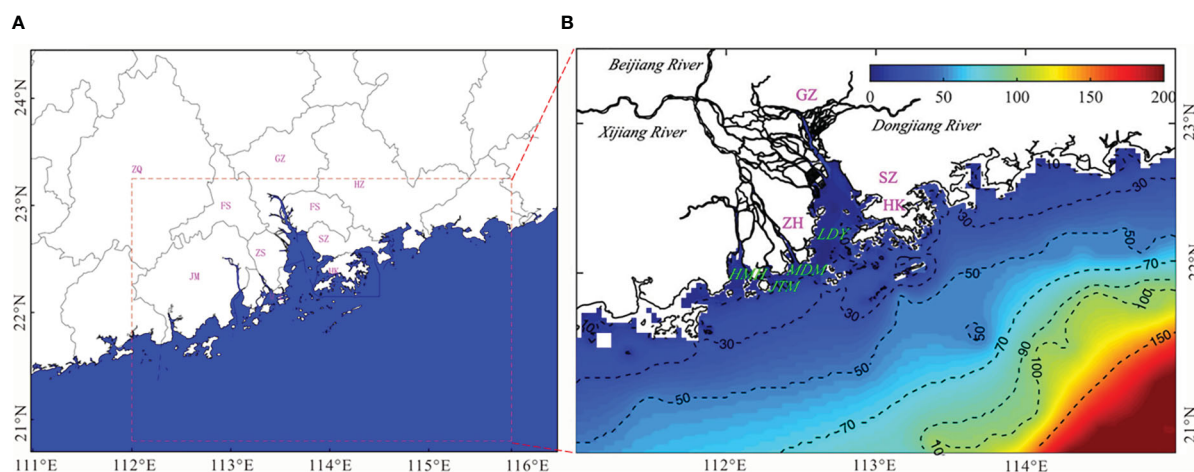 A
B
24°N
23°N
22°N
21°N
111°E
112°E
113°E
114°E
115°E
116°E
ZQ
GZ
HZ
FS
FS
SZ
ZS
JM
Beijiang River
Xijiang River
Dongjiang River
GZ
SZ
HK
ZH
LDY
MDM
JTM
0
50
100
150
200
23°N
22°N
21°N
112°E
113°E
114°E
10
30
30
30
30
50
50
50
50
50
70
70
70
90
100
100
150